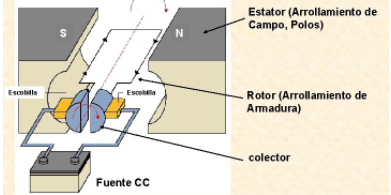 Estator (Arrollamiento de
Campo, Polos)
S
N
Escobilla
Escobilla
Rotor (Arrollamiento de
Armadura)
colector
Fuente CC